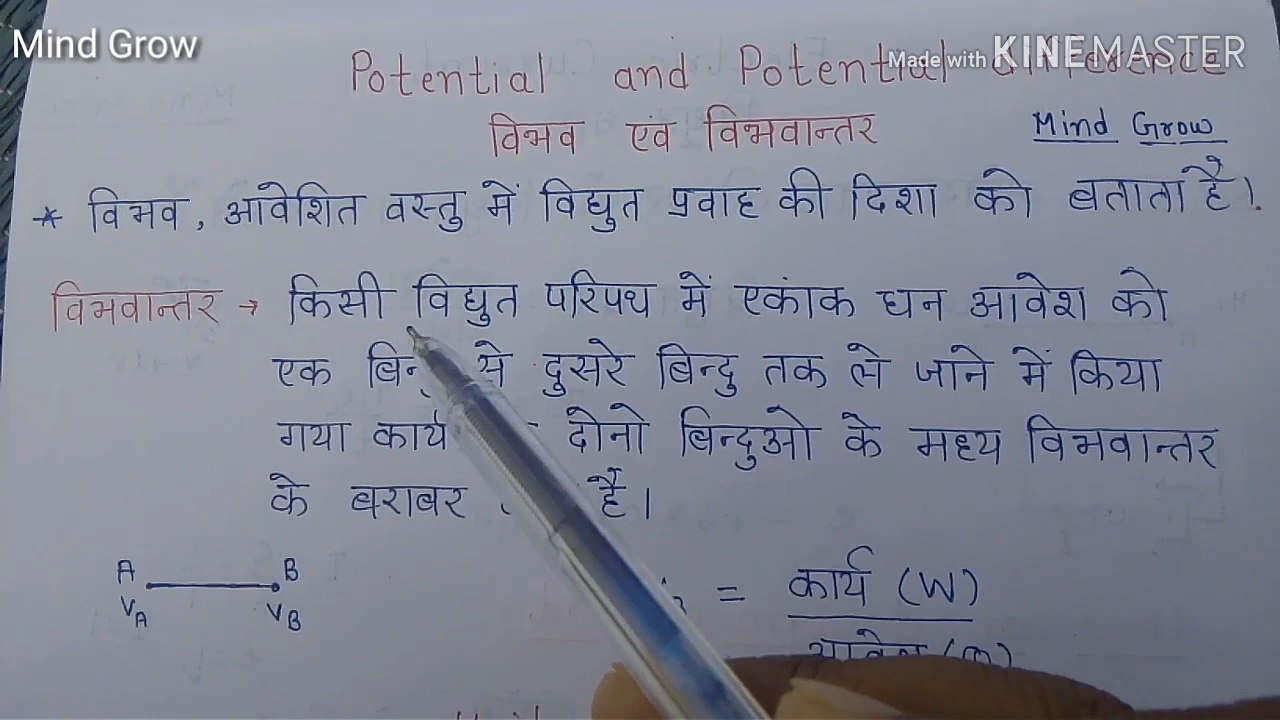 Mind Grow
Made with KINEMASTER
Potential and Potential difference
विभव एवं विभवान्तर
Mind Grow
* विभव, आवेशित वस्तु में विद्युत प्रवाह की दिशा को बताता है।
विभवान्तर → किसी विद्युत परिपथ में एकांक धन आवेश को
एक से दुसरे बिन्दु तक ले जाने में किया
गया कार्य दोनो बिन्दुओ के मध्य विभवान्तर
के बराबर है।
A B
VA VB
= कार्य (W)